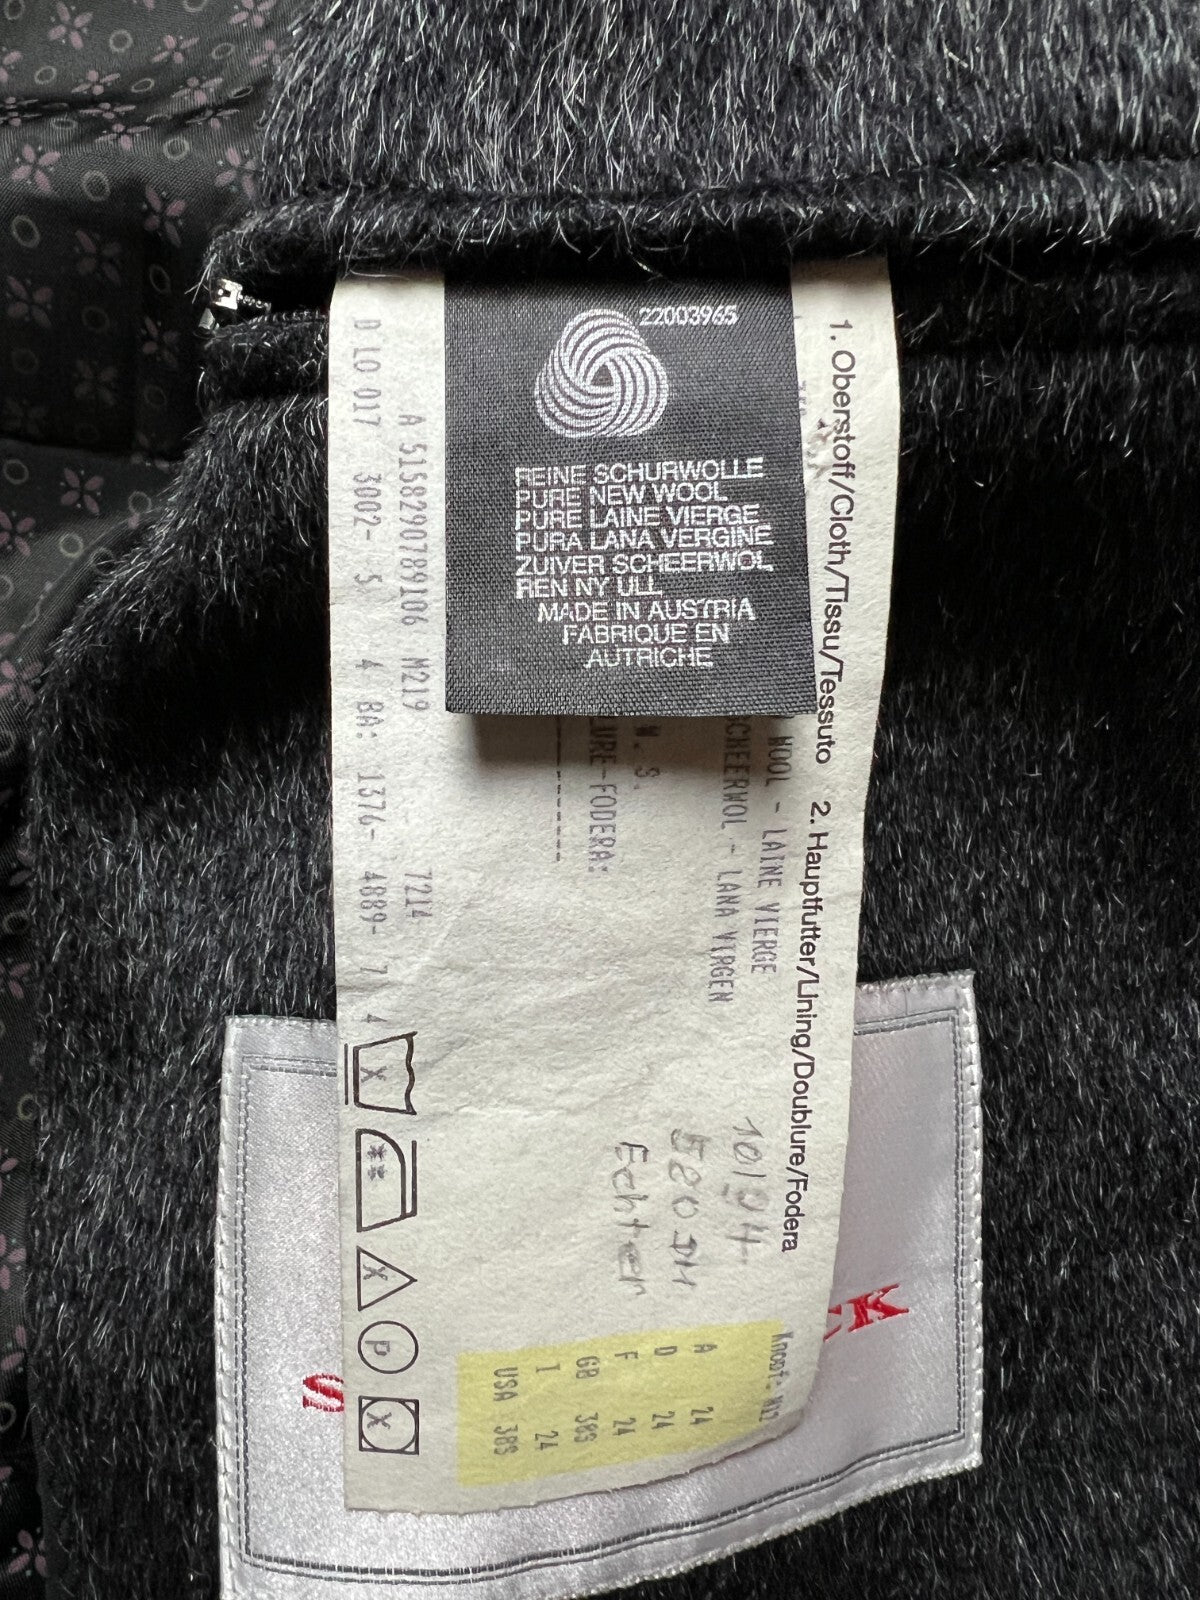 22003965
REINE SCHURWOLLE
PURE NEW WOOL
PURE LAINE VIERGE
PURA LANA VERGINE
ZUIVER SCHEERWOL
REN NY ULL
MADE IN AUSTRIA
FABRIQUE EN
AUTRICHE
1. Oberstoff/Cloth/Tissu/Tessuto 2. Hauptfutter/Lining/Doublure/Fodera
WOOL - LAINE VIERGE
SCHEERWOL - LANA VIRGEN
W.S.
LURE-FODERA:
A 5158290789106 M219 7214
D LO 017 3002- 5 4 BA: 1376- 4889- 7 4
580 DM
Echter
A 24
D 24
F 24
GB 38S
I 24
USA 38S
X
P
X
K
S